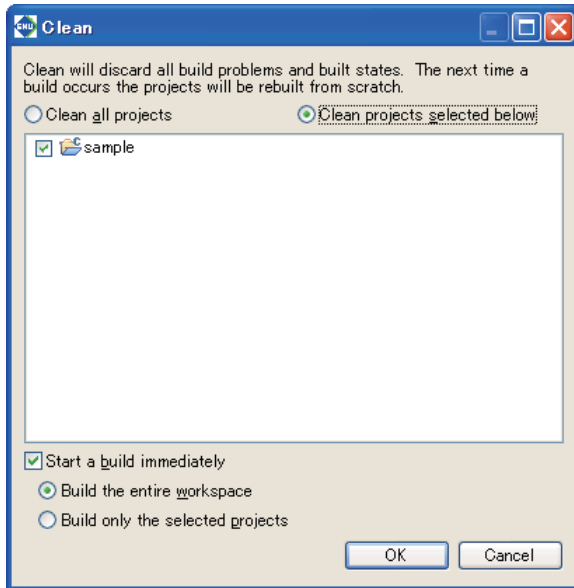 GNU Clean
Clean will discard all build problems and built states. The next time a
build occurs the projects will be rebuilt from scratch.
Clean all projects Clean projects selected below
sample
Start a build immediately
Build the entire workspace
Build only the selected projects
OK Cancel